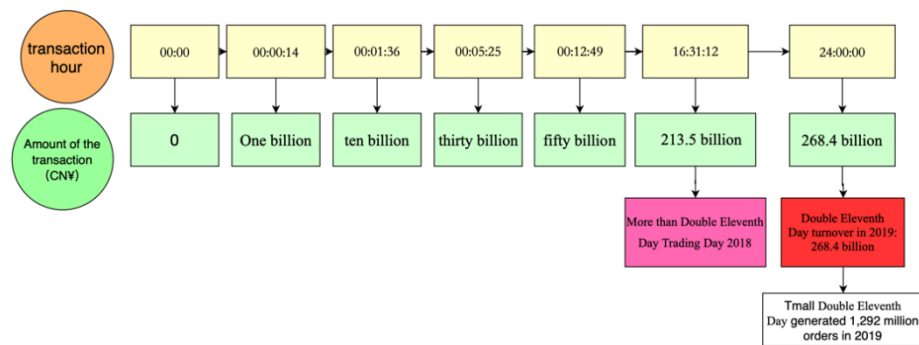 transaction
hour
00:00
00:00:14
00:01:36
00:05:25
00:12:49
16:31:12
24:00:00
Amount of the
transaction
(CN¥)
0
One billion
ten billion
thirty billion
fifty billion
213.5 billion
268.4 billion
More than Double Eleventh
Day Trading Day 2018
Double Eleventh
Day turnover in 2019:
268.4 billion
Tmall Double Eleventh
Day generated 1,292 million
orders in 2019